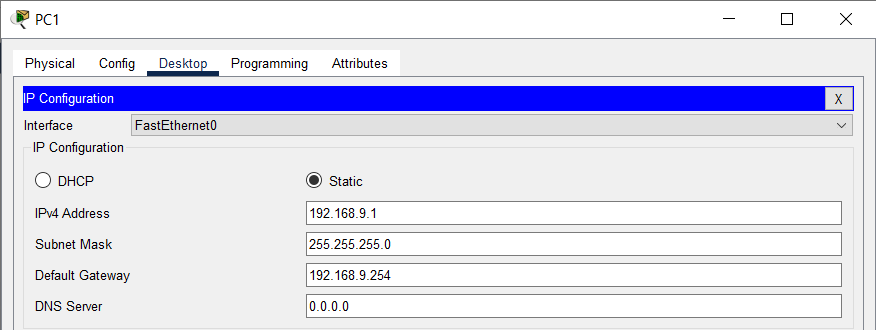 PC1
Physical Config Desktop Programming Attributes
IP Configuration X
Interface FastEthernet0
IP Configuration
DHCP Static
IPv4 Address 192.168.9.1
Subnet Mask 255.255.255.0
Default Gateway 192.168.9.254
DNS Server 0.0.0.0